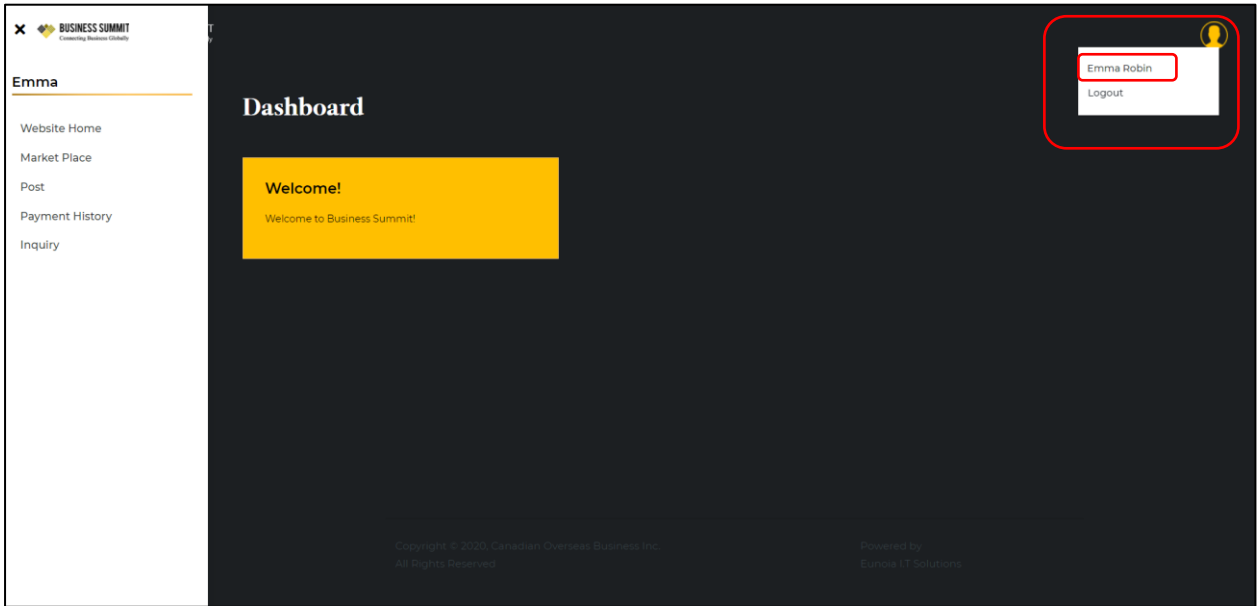 BUSINESS SUMMIT
Connecting Business Globally
T
y
Emma
Website Home
Market Place
Post
Payment History
Inquiry
Dashboard
Welcome!
Welcome to Business Summit!
Emma Robin
Logout
Copyright © 2020, Canadian Overseas Business Inc.
All Rights Reserved
Powered by
Eunoia I.T Solutions